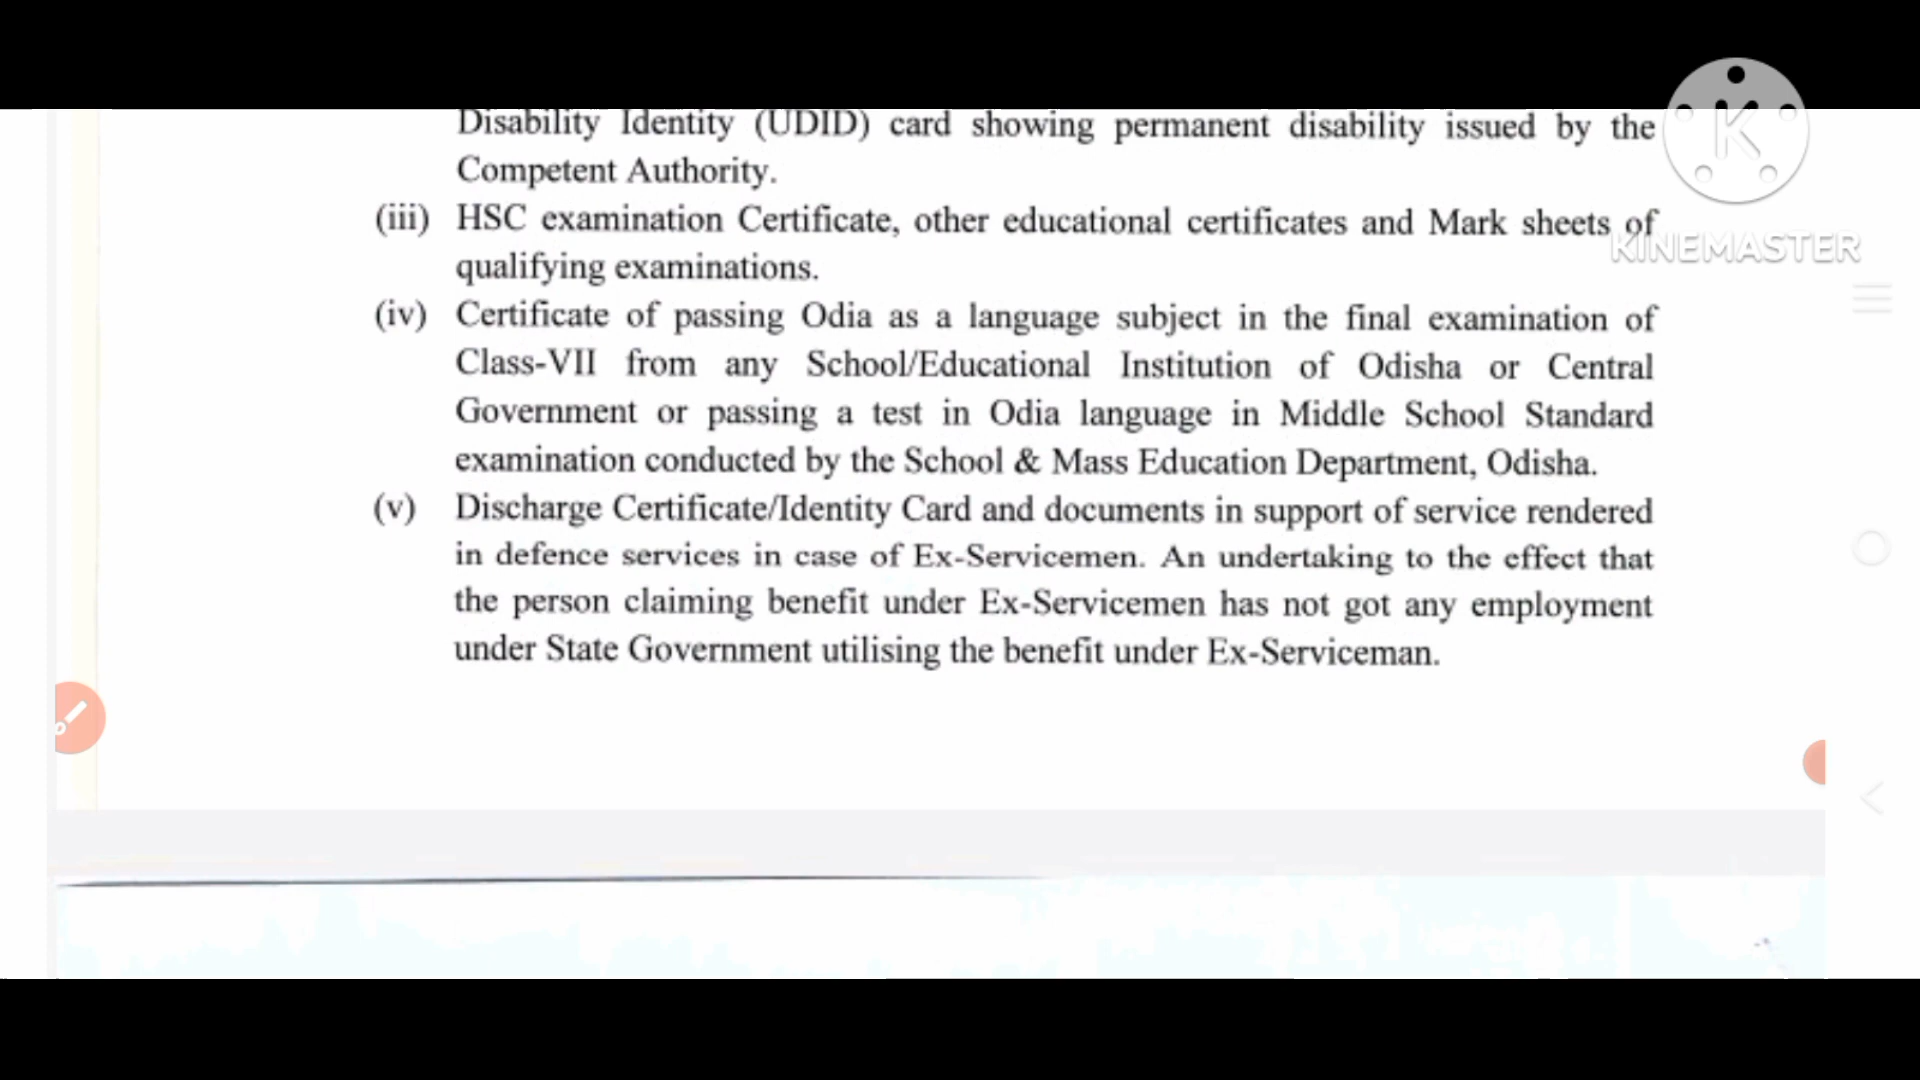 Disability Identity (UDID) card showing permanent disability issued by the
Competent Authority.
(iii) HSC examination Certificate, other educational certificates and Mark sheets of
qualifying examinations.
(iv) Certificate of passing Odia as a language subject in the final examination of
Class-VII from any School/Educational Institution of Odisha or Central
Government or passing a test in Odia language in Middle School Standard
examination conducted by the School & Mass Education Department, Odisha.
(v) Discharge Certificate/Identity Card and documents in support of service rendered
in defence services in case of Ex-Servicemen. An undertaking to the effect that
the person claiming benefit under Ex-Servicemen has not got any employment
under State Government utilising the benefit under Ex-Serviceman.
K
KINEMASTER